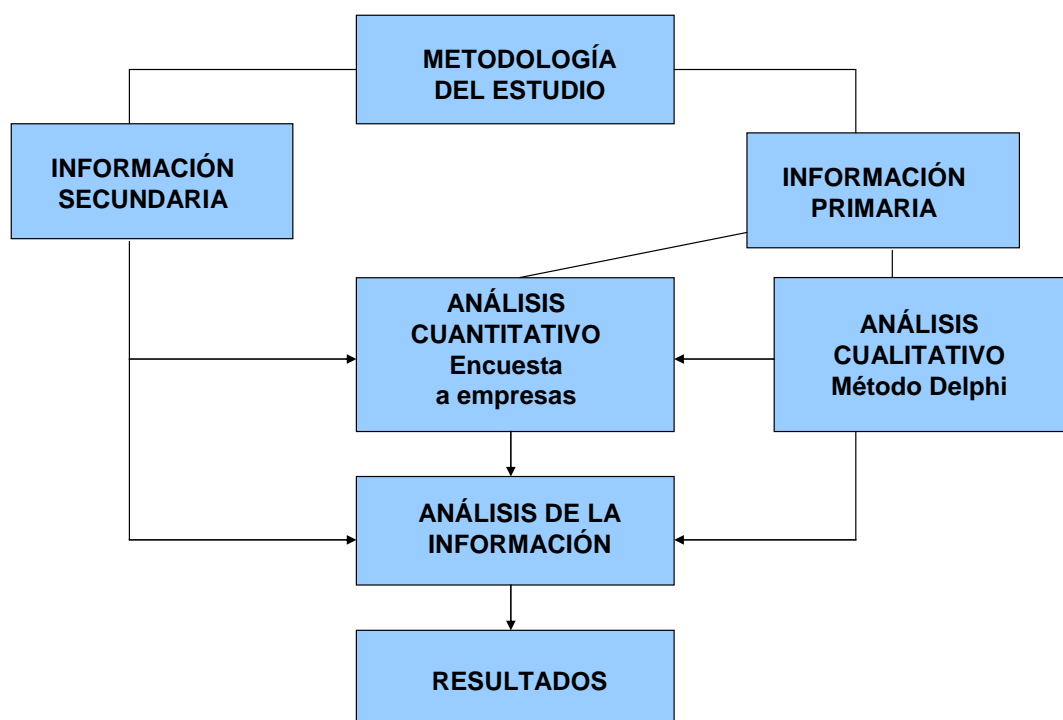 METODOLOGÍA
DEL ESTUDIO
INFORMACIÓN
SECUNDARIA
INFORMACIÓN
PRIMARIA
ANÁLISIS
CUANTITATIVO
Encuesta
a empresas
ANÁLISIS
CUALITATIVO
Método Delphi
ANÁLISIS DE LA
INFORMACIÓN
RESULTADOS